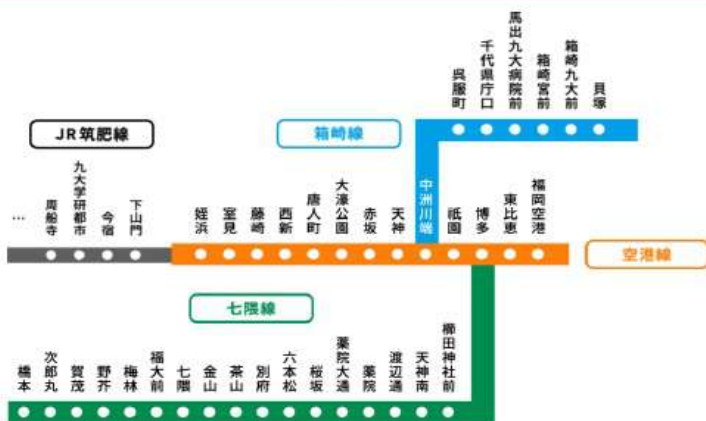 呉服町
千代県庁口
馬出九大病院前
箱崎宮前
箱崎九大前
貝塚
JR筑肥線
箱崎線
…
周船寺
九大学研都市
今宿
下山門
姪浜
室見
藤崎
西新
唐人町
大濠公園
赤坂
天神
中洲川端
祇園
博多
東比恵
福岡空港
空港線
七隈線
橋本
次郎丸
賀茂
野芥
梅林
福大前
七隈
金山
茶山
別府
六本松
桜坂
薬院大通
薬院
渡辺通
天神南
櫛田神社前